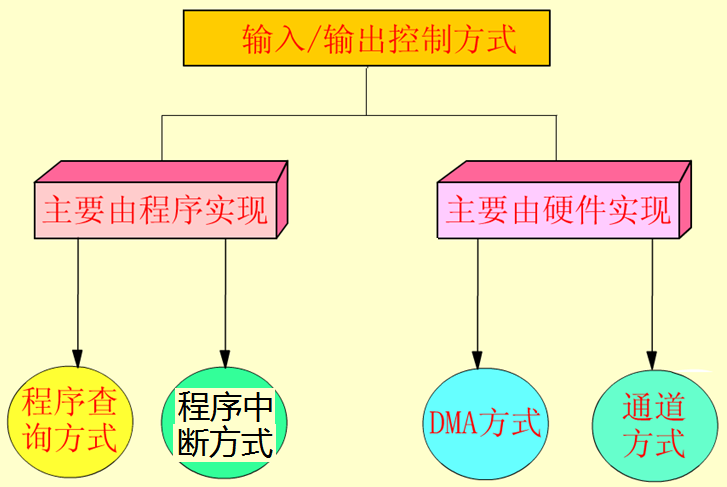 输入/输出控制方式
主要由程序实现
主要由硬件实现
程序查
询方式
程序中
断方式
DMA方式
通道
方式